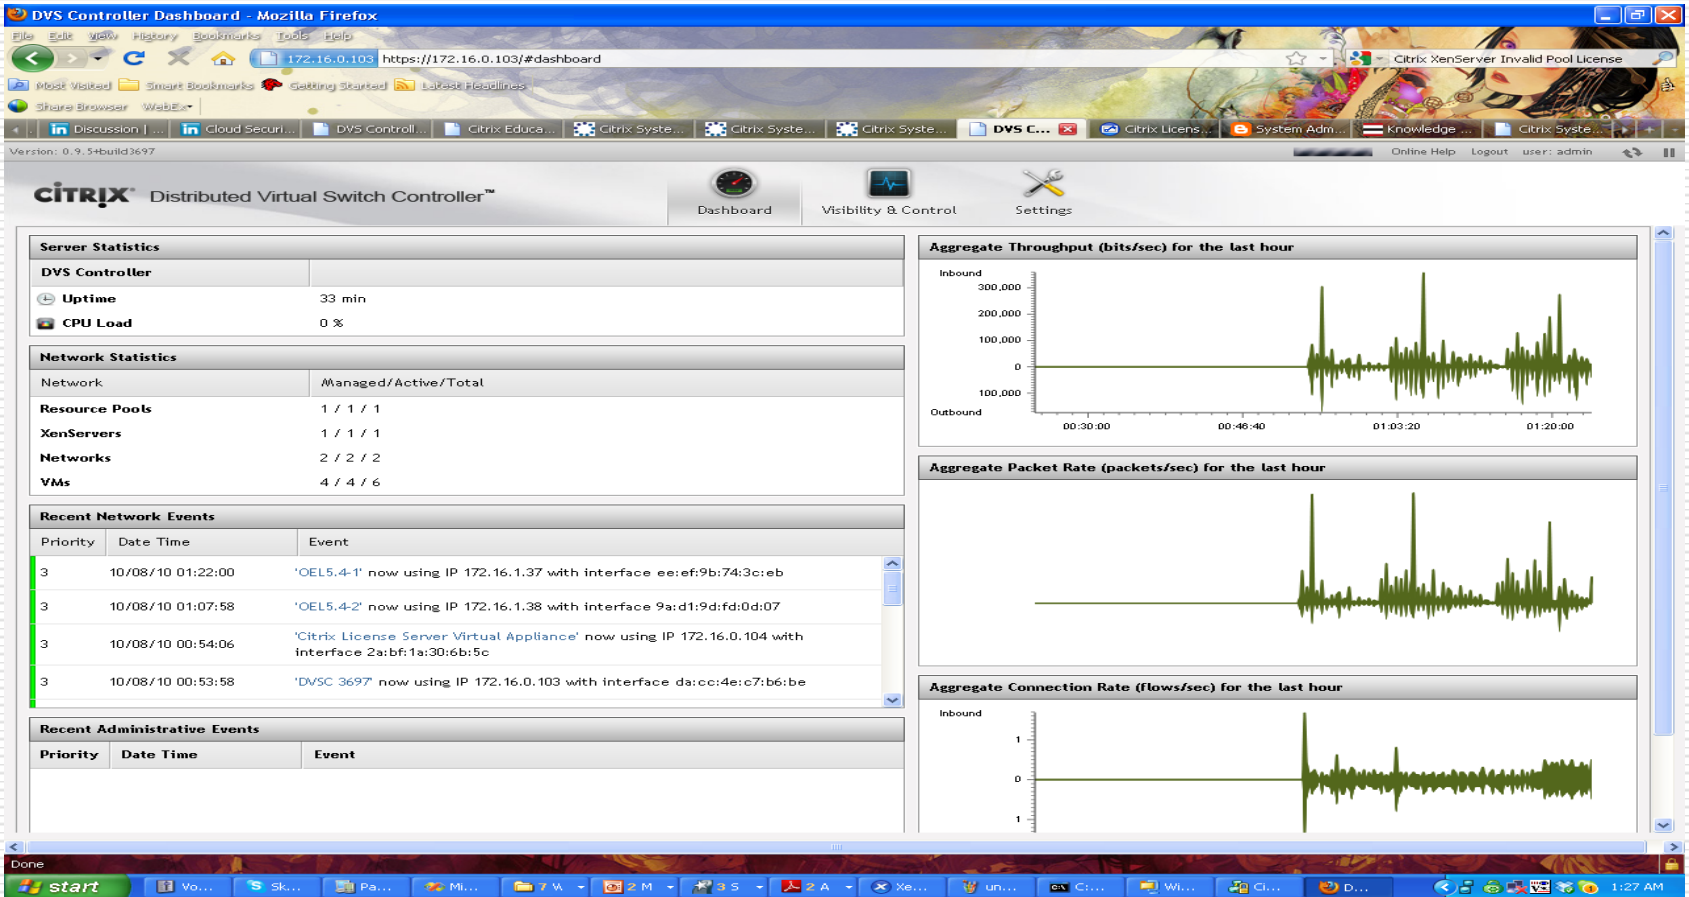 DVS Controller Dashboard - Mozilla Firefox
File Edit View History Bookmarks Tools Help
172.16.0.103 https://172.16.0.103/#dashboard
Citrix XenServer Invalid Pool License
Most Visited Smart Bookmarks Getting Started Latest Headlines
Share Browser WebEx
Discussion | ... Cloud Securi... DVS Controll... Citrix Educa... Citrix Syste... Citrix Syste... Citrix Syste... DVS C... Citrix Licens... System Adm... Knowledge ... Citrix Syste...
Version: 0.9.5+build3697
Online Help Logout user: admin
CITRIX Distributed Virtual Switch Controller™
Dashboard Visibility & Control Settings
Server Statistics
DVS Controller
Uptime 33 min
CPU Load 0 %
Network Statistics
Network Managed/Active/Total
Resource Pools 1 / 1 / 1
XenServers 1 / 1 / 1
Networks 2 / 2 / 2
VMs 4 / 4 / 6
Recent Network Events
Priority Date Time Event
3 10/08/10 01:22:00 'OEL5.4-1' now using IP 172.16.1.37 with interface ee:ef:9b:74:3c:eb
3 10/08/10 01:07:58 'OEL5.4-2' now using IP 172.16.1.38 with interface 9a:d1:9d:fd:0d:07
3 10/08/10 00:54:06 'Citrix License Server Virtual Appliance' now using IP 172.16.0.104 with
interface 2a:bf:1a:30:6b:5c
3 10/08/10 00:53:58 'DVSC 3697' now using IP 172.16.0.103 with interface da:cc:4e:c7:b6:be
Recent Administrative Events
Priority Date Time Event
Aggregate Throughput (bits/sec) for the last hour
Inbound
300,000
200,000
100,000
0
100,000
Outbound
00:30:00 00:46:40 01:03:20 01:20:00
Aggregate Packet Rate (packets/sec) for the last hour
Aggregate Connection Rate (flows/sec) for the last hour
Inbound
1
0
1
Done
start Vo... Sk... Pa... Mi... 7 W 2 M 3 S 2 A Xe... un... C:... Wi... Ci... D... 1:27 AM